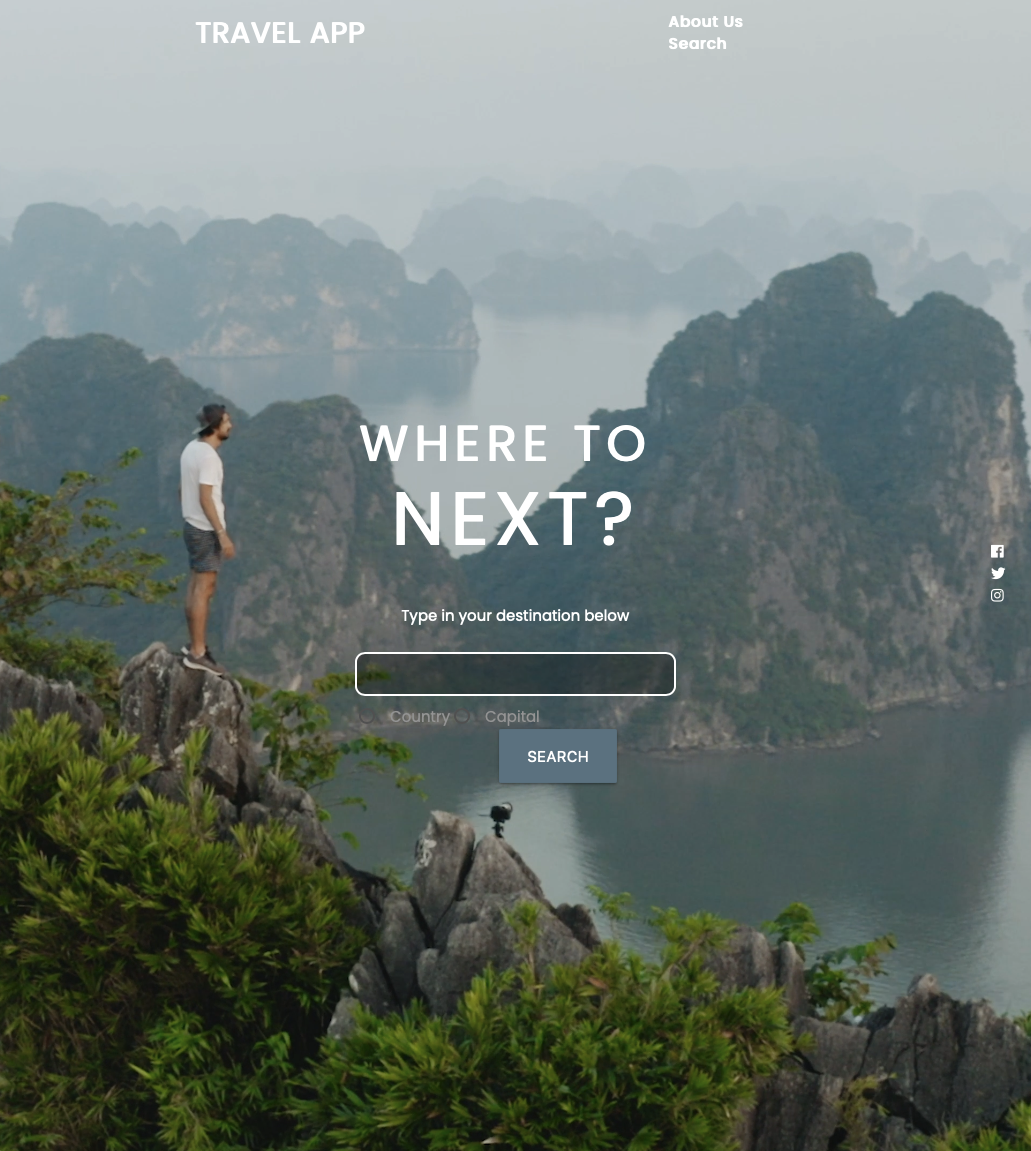 TRAVEL APP
About Us
Search
WHERE TO
NEXT?
Type in your destination below
Country Capital
SEARCH